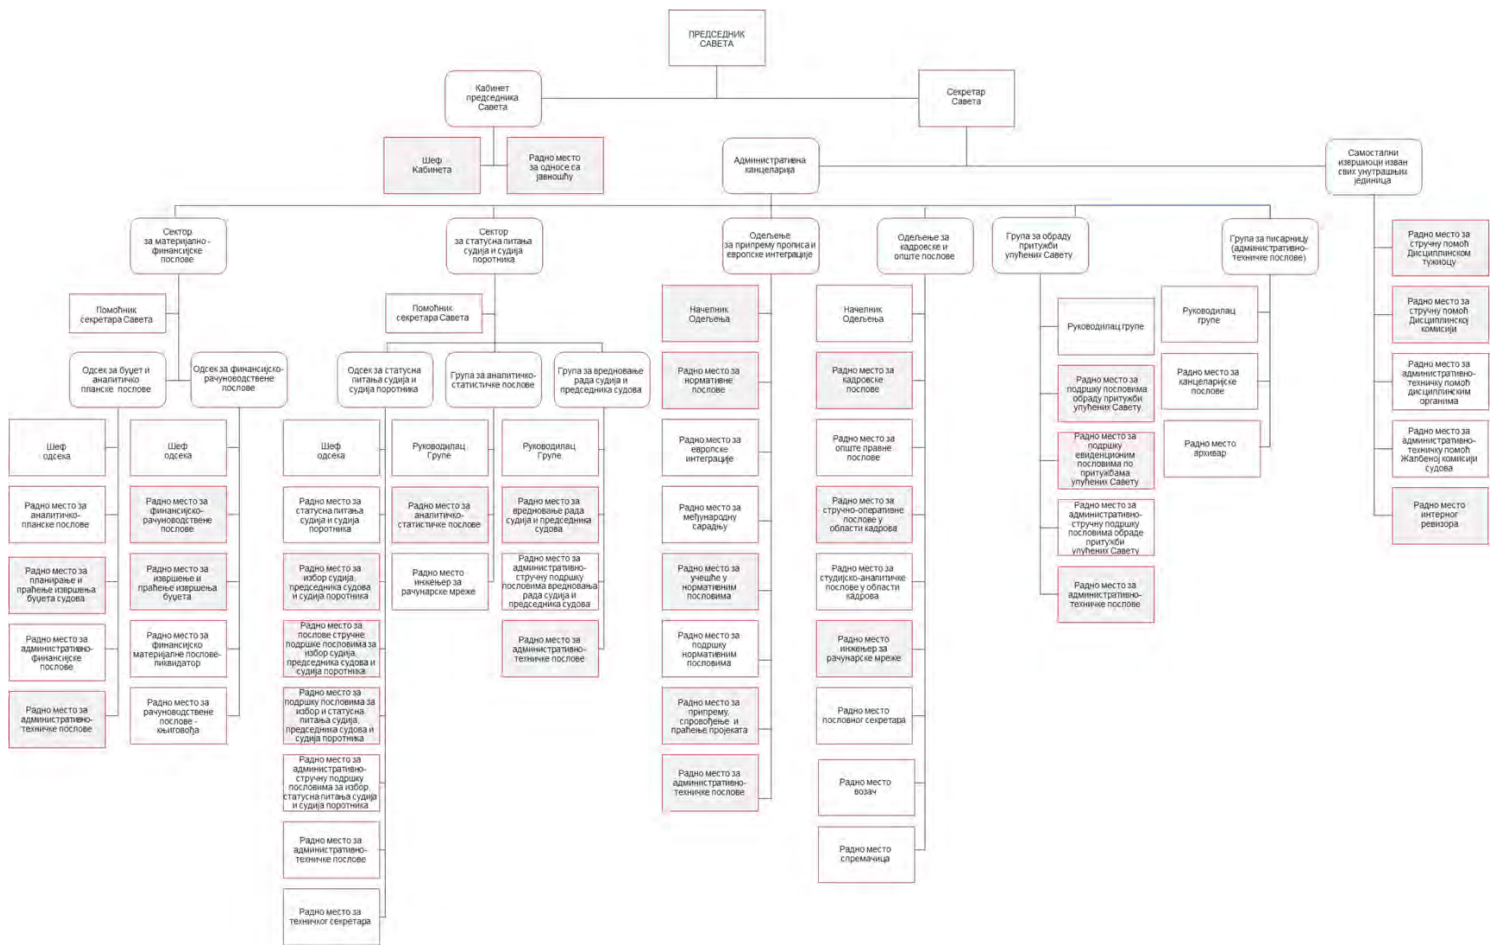 ПРЕДСЕДНИК
САВЕТА
Кабинет
председника
Савета
Секретар
Савета
Шеф
Кабинета
Радно место
за односе са
јавношћу
Административна
канцеларија
Самостални
извршиоци изван
свих унутрашњих
јединица
Сектор
за материјално -
финансијске
послове
Помоћник
секретара Савета
Одсек за буџет и
аналитичко
планске послове
Шеф
одсека
Радно место за
аналитичко-
планске послове
Радно место за
планирање и
праћење извршења
буџета судова
Радно место за
административно-
финансијске
послове
Радно место за
административно-
техничке послове
Одсек за финансијско-
рачуноводствене
послове
Шеф
одсека
Радно место за
финансијско-
рачуноводствене
послове
Радно место за
извршење и
праћење извршења
буџета
Радно место за
финансијско
материјалне послове-
ликвидатор
Радно место за
рачуноводствене
послове -
књиговођа
Сектор
за статусна питања
судија и судија
поротника
Помоћник
секретара Савета
Одсек за статусна
питања судија и
судија поротника
Шеф
одсека
Радно место за
статусна питања
судија и судија
поротника
Радно место за
избор судија,
председника судова
и судија поротника
Радно место за
послове стручне
подршке пословима за
избор судија,
председника судова и
судија поротника
Радно место за
подршку пословима за
избор и статусна
питања судија,
председника судова и
судија поротника
Радно место за
административно-
стручну подршку
пословима за избор,
статусна питања судија
и судија поротника
Радно место за
административно-
техничке послове
Радно место за
техничког секретара
Група за аналитичко-
статистичке послове
Руководилац
Групе
Радно место за
аналитичко-
статистичке послове
Радно место
инжењер за
рачунарске мреже
Група за вредновање
рада судија и
председника судова
Руководилац
Групе
Радно место за
вредновање рада
судија и председника
судова
Радно место за
административно-
стручну подршку
пословима вредновања
рада судија и
председника судова
Радно место за
административно-
техничке послове
Одељење
за припрему прописа и
европске интеграције
Начелник
Одељења
Радно место за
нормативне
послове
Радно место за
европске
интеграције
Радно место за
међународну
сарадњу
Радно место за
учешће у
нормативним
пословима
Радно место за
подршку
нормативним
пословима
Радно место за
припрему,
спровођење и
праћење пројеката
Радно место за
административно-
техничке послове
Одељење за
кадровске и
опште послове
Начелник
Одељења
Радно место за
кадровске
послове
Радно место за
опште правне
послове
Радно место за
стручно-оперативне
послове у
области кадрова
Радно место за
студијско-аналитичке
послове у области
кадрова
Радно место
инжењер за
рачунарске мреже
Радно место
пословног секретара
Радно место
возач
Радно место
спремачица
Група за обраду
притужби
упућених Савету
Руководилац групе
Радно место за
подршку пословима
обраду притужби
упућених Савету
Радно место за
подршку
евиденционим
пословима по
притужбама
упућених Савету
Радно место за
административно-
стручну подршку
пословима обраде
притужби
упућених Савету
Радно место за
административно-
техничке послове
Група за писарницу
(административно-
техничке послове)
Руководилац
групе
Радно место за
канцеларијске
послове
Радно место
архивар
Радно место за
стручну помоћ
Дисциплинском
тужиоцу
Радно место за
стручну помоћ
Дисциплинској
комисији
Радно место за
административно-
техничку помоћ
дисциплинским
органима
Радно место за
административно-
техничку помоћ
Жалбеној комисији
судова
Радно место
интерног
ревизора